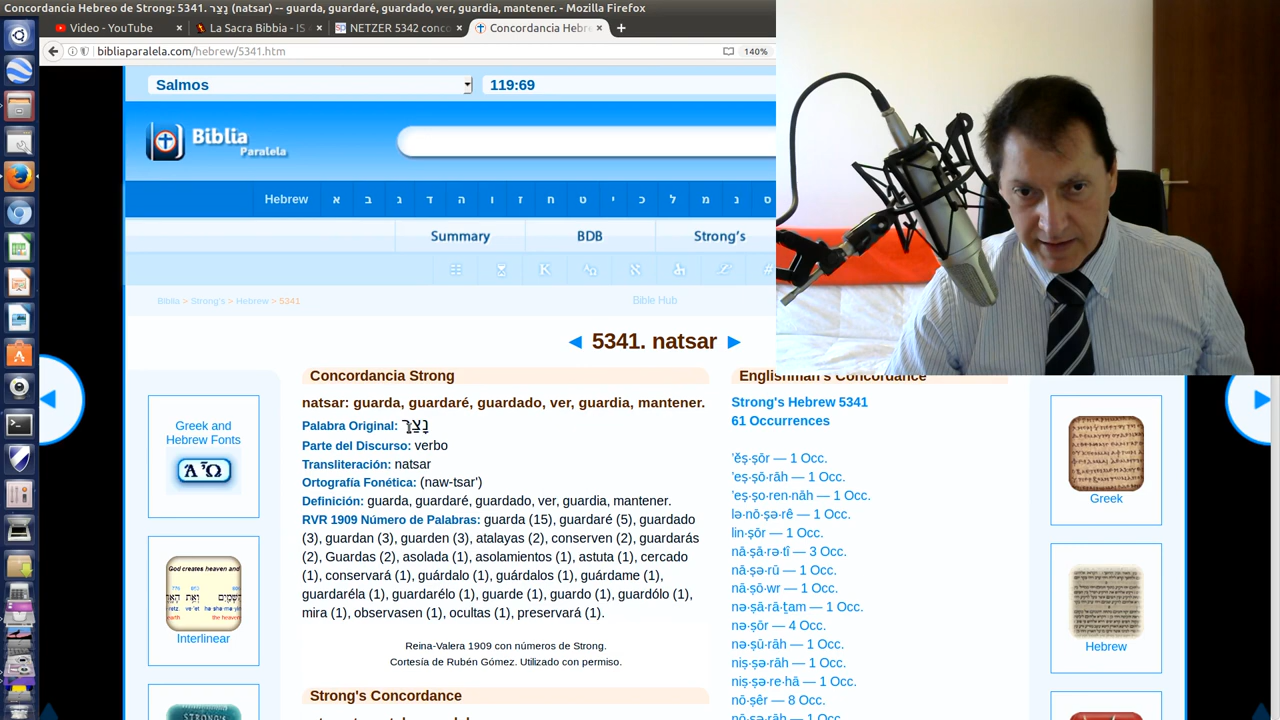 Concordancia Hebreo de Strong: 5341. נָצַר (natsar) -- guarda, guardaré, guardado, ver, guardia, mantener. - Mozilla Firefox
Video - YouTube
La Sacra Bibbia - IS
NETZER 5342 conc
Concordancia Hebre
bibliaparalela.com/hebrew/5341.htm
140%
Salmos
119:69
Biblia
Paralela
Hebrew א ב ג ד ה ו ז ח ט י כ ל מ נ ס
Summary
BDB
Strong's
Biblia > Strong's > Hebrew > 5341
Bible Hub
◄ 5341. natsar ►
Concordancia Strong
natsar: guarda, guardaré, guardado, ver, guardia, mantener.
Palabra Original: נָצַר
Parte del Discurso: verbo
Transliteración: natsar
Ortografía Fonética: (naw-tsar')
Definición: guarda, guardaré, guardado, ver, guardia, mantener.
RVR 1909 Número de Palabras: guarda (15), guardaré (5), guardado
(3), guardan (3), guarden (3), atalayas (2), conserven (2), guardarás
(2), Guardas (2), asolada (1), asolamientos (1), astuta (1), cercado
(1), conservará (1), guárdalo (1), guárdalos (1), guárdame (1),
guardaréla (1), guardarélo (1), guarde (1), guardo (1), guardólo (1),
mira (1), observasen (1), ocultas (1), preservará (1).
Reina-Valera 1909 con números de Strong.
Cortesía de Rubén Gómez. Utilizado con permiso.
Strong's Concordance
Englishman's Concordance
Strong's Hebrew 5341
61 Occurrences
’ĕṣ·ṣōr — 1 Occ.
’eṣ·ṣō·rāh — 1 Occ.
’eṣ·ṣo·ren·nāh — 1 Occ.
lə·nō·ṣə·rê — 1 Occ.
lin·ṣōr — 1 Occ.
nā·ṣā·rə·tî — 3 Occ.
nā·ṣə·rū — 1 Occ.
nā·ṣō·wr — 1 Occ.
nə·ṣā·rā·ṯam — 1 Occ.
nə·ṣōr — 4 Occ.
nə·ṣū·rāh — 1 Occ.
niṣ·ṣə·rāh — 1 Occ.
niṣ·ṣə·re·hā — 1 Occ.
nō·ṣêr — 8 Occ.
Greek and
Hebrew Fonts
God creates heaven and
Interlinear
Greek
Hebrew